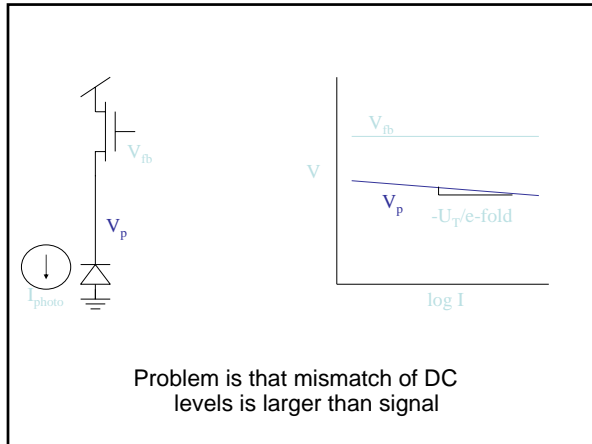 V_fb
V_p
I_photo
V_fb
V
V_p
-U_T/e-fold
log I
Problem is that mismatch of DC
levels is larger than signal